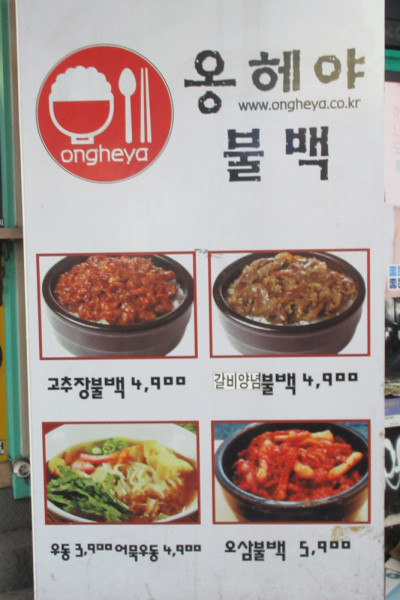 옹헤야
www.ongheya.co.kr
불백
ongheya
고추장불백 4,900
갈비양념불백 4,900
우동 3,900 어묵우동 4,900
오삼불백 5,900